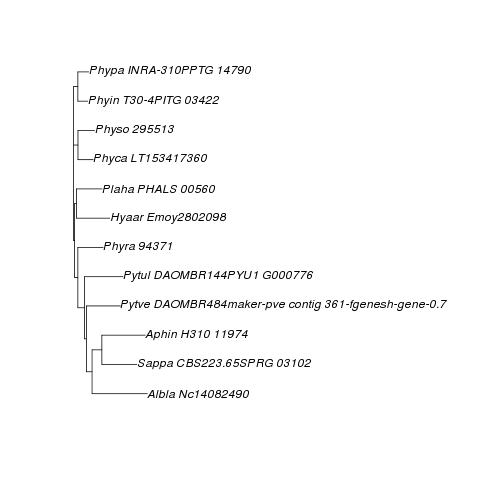 Phypa INRA-310PPTG 14790
Phyin T30-4PITG 03422
Physo 295513
Phyca LT153417360
Plaha PHALS 00560
Hyaar Emoy2802098
Phyra 94371
Pytul DAOMBR144PYU1 G000776
Pytve DAOMBR484maker-pve contig 361-fgenesh-gene-0.7
Aphin H310 11974
Sappa CBS223.65SPRG 03102
Albla Nc14082490